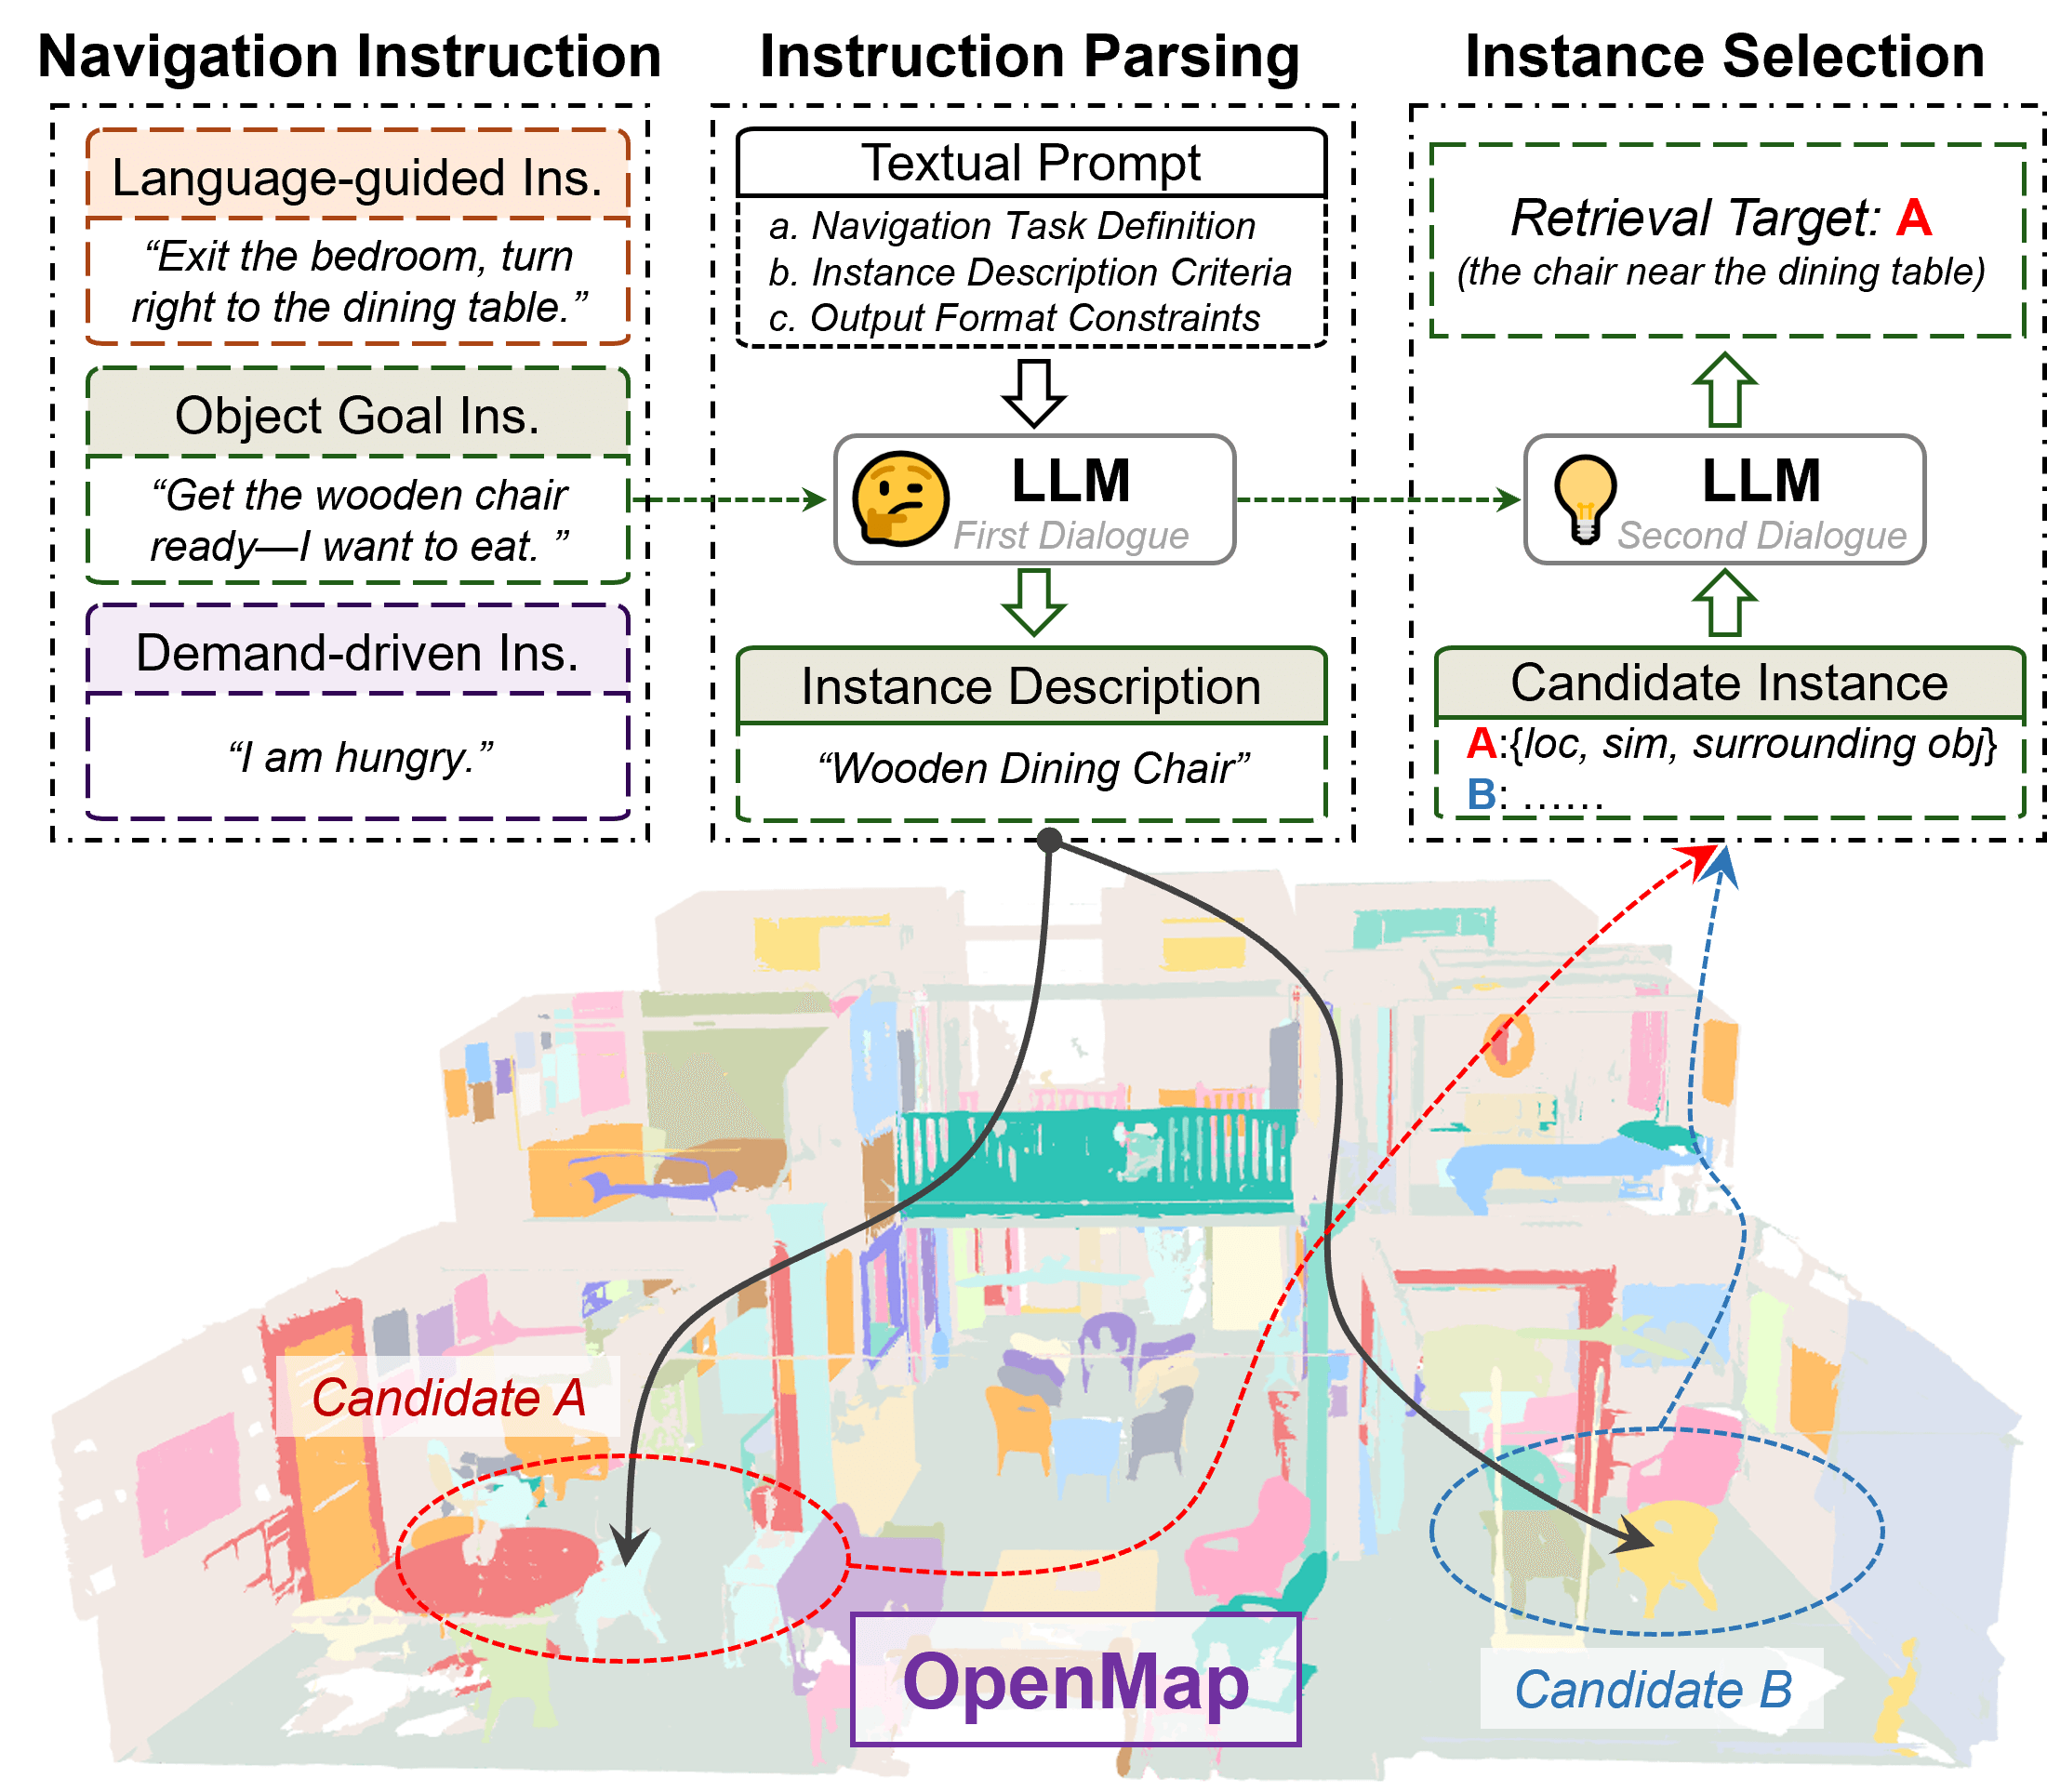 Navigation Instruction
Language-guided Ins.
“Exit the bedroom, turn
right to the dining table.”
Object Goal Ins.
“Get the wooden chair
ready—I want to eat. ”
Demand-driven Ins.
“I am hungry.”
Instruction Parsing
Textual Prompt
a. Navigation Task Definition
b. Instance Description Criteria
c. Output Format Constraints
LLM
First Dialogue
Instance Description
“Wooden Dining Chair”
Instance Selection
Retrieval Target: A
(the chair near the dining table)
LLM
Second Dialogue
Candidate Instance
A:{loc, sim, surrounding obj}
B: ……
Candidate A
OpenMap
Candidate B